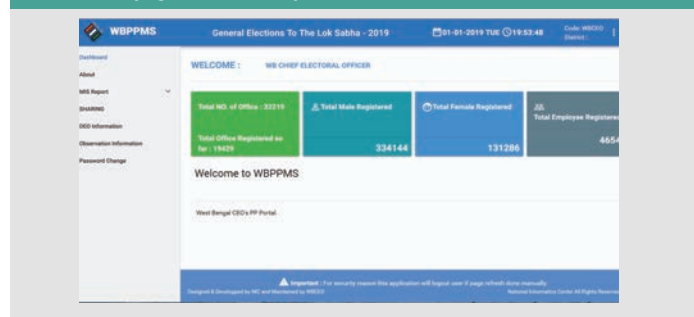 WBPPMS
General Elections To The Lok Sabha - 2019
01-01-2019 TUE 19:53:48
Code: WBCEO
District :
Dashboard
About
MIS Report
SHARING
DEO Information
Observation Information
Password Change
WELCOME : WB CHIEF ELECTORAL OFFICER
Total NO. of Office : 33219
Total Office Registered so
far : 19429
Total Male Registered
334144
Total Female Registered
131286
Total Employee Registered
4654
Welcome to WBPPMS
West Bengal CEO's PP Portal
Important : For security reason this application will logout user if page refresh done manually.
Designed & Developped by NIC and Maintained by WBCEO
National Informatics Center All Rights Reserved